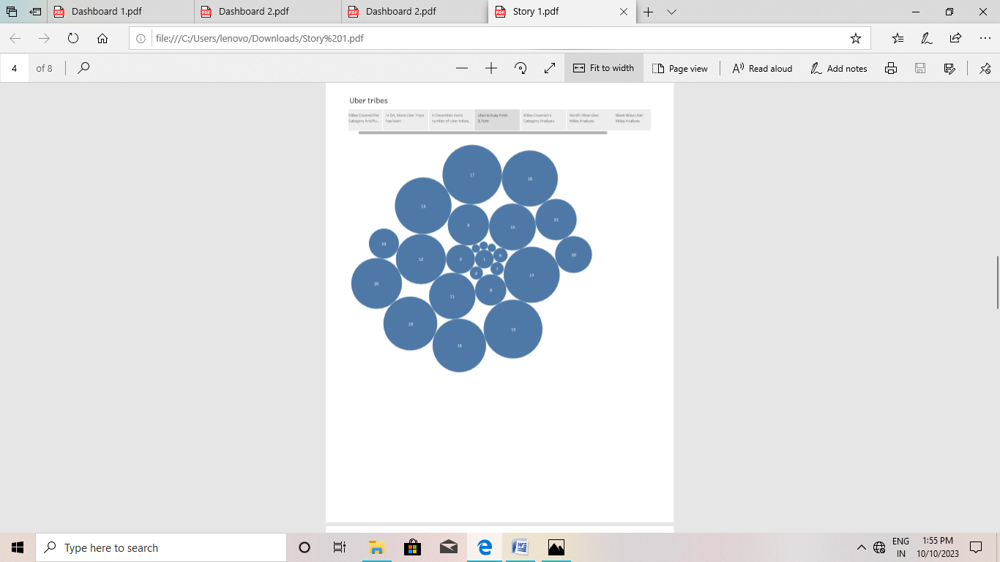 Dashboard 1.pdf
Dashboard 2.pdf
Dashboard 2.pdf
Story 1.pdf
file:///C:/Users/lenovo/Downloads/Story%201.pdf
4 of 8
Fit to width
Page view
Read aloud
Add notes
Uber tribes
Milles Covered Per
Category And Pu...
In Q4, More Uber Trips
has been
In December more
number of uber tribes...
Uber is busy from
3.7pm
Milles Covered In
Category Analysis
Month Wise Uber
Milles Analysis
Week Wise Uber
Milles Analysis
17
18
13
9
10
21
23
12
0
1
6
22
2
7
14
20
11
8
19
16
15
Type here to search
ENG
IN
1:55 PM
10/10/2023